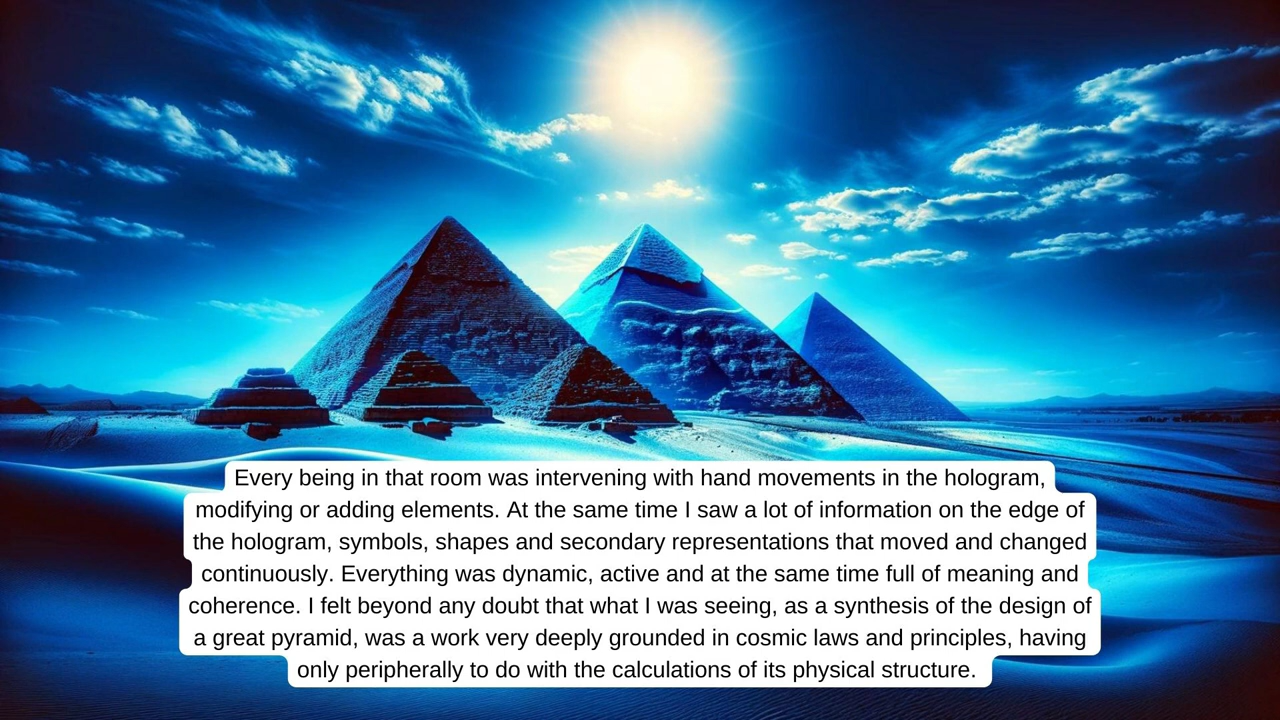 Every being in that room was intervening with hand movements in the hologram,
modifying or adding elements. At the same time I saw a lot of information on the edge of
the hologram, symbols, shapes and secondary representations that moved and changed
continuously. Everything was dynamic, active and at the same time full of meaning and
coherence. I felt beyond any doubt that what I was seeing, as a synthesis of the design of
a great pyramid, was a work very deeply grounded in cosmic laws and principles, having
only peripherally to do with the calculations of its physical structure.